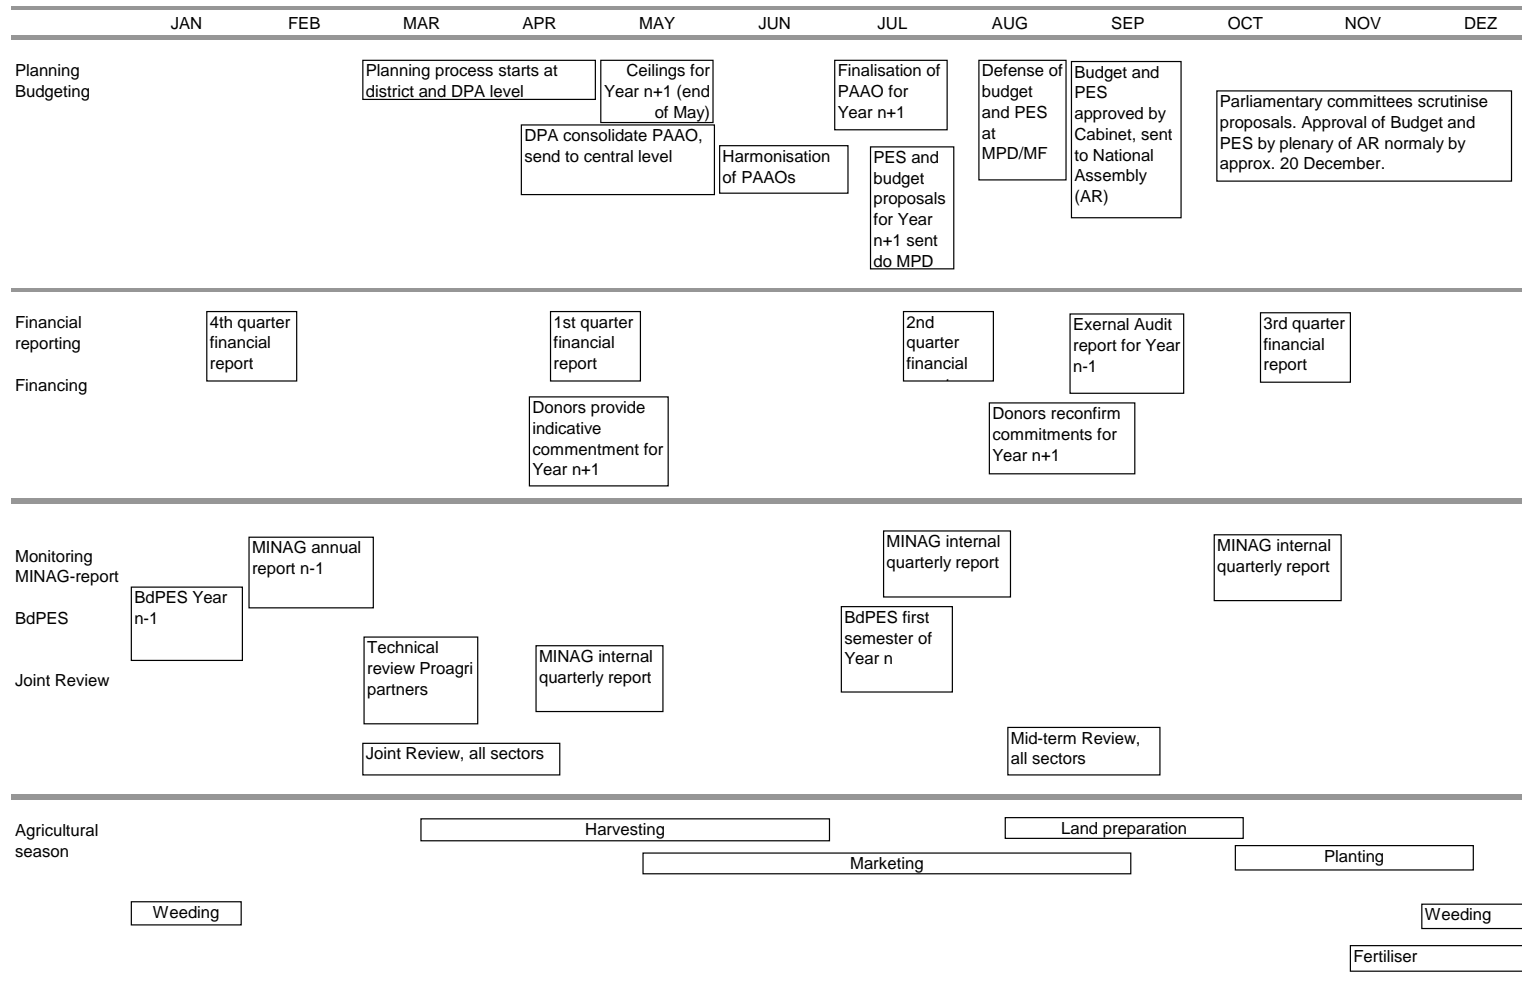 JAN FEB MAR APR MAY JUN JUL AUG SEP OCT NOV DEZ
Planning
Budgeting
Planning process starts at
district and DPA level
Ceilings for
Year n+1 (end
of May)
DPA consolidate PAAO,
send to central level
Harmonisation
of PAAOs
Finalisation of
PAAO for
Year n+1
PES and
budget
proposals
for Year
n+1 sent
do MPD
Defense of
budget
and PES
at
MPD/MF
Budget and
PES
approved by
Cabinet, sent
to National
Assembly
(AR)
Parliamentary committees scrutinise
proposals. Approval of Budget and
PES by plenary of AR normaly by
approx. 20 December.
Financial
reporting
Financing
4th quarter
financial
report
1st quarter
financial
report
2nd
quarter
financial
Exernal Audit
report for Year
n-1
3rd quarter
financial
report
Donors provide
indicative
commentment for
Year n+1
Donors reconfirm
commitments for
Year n+1
Monitoring
MINAG-report
BdPES
Joint Review
MINAG annual
report n-1
BdPES Year
n-1
Technical
review Proagri
partners
MINAG internal
quarterly report
MINAG internal
quarterly report
BdPES first
semester of
Year n
MINAG internal
quarterly report
Joint Review, all sectors
Mid-term Review,
all sectors
Agricultural
season
Harvesting
Land preparation
Marketing
Planting
Weeding
Weeding
Fertiliser